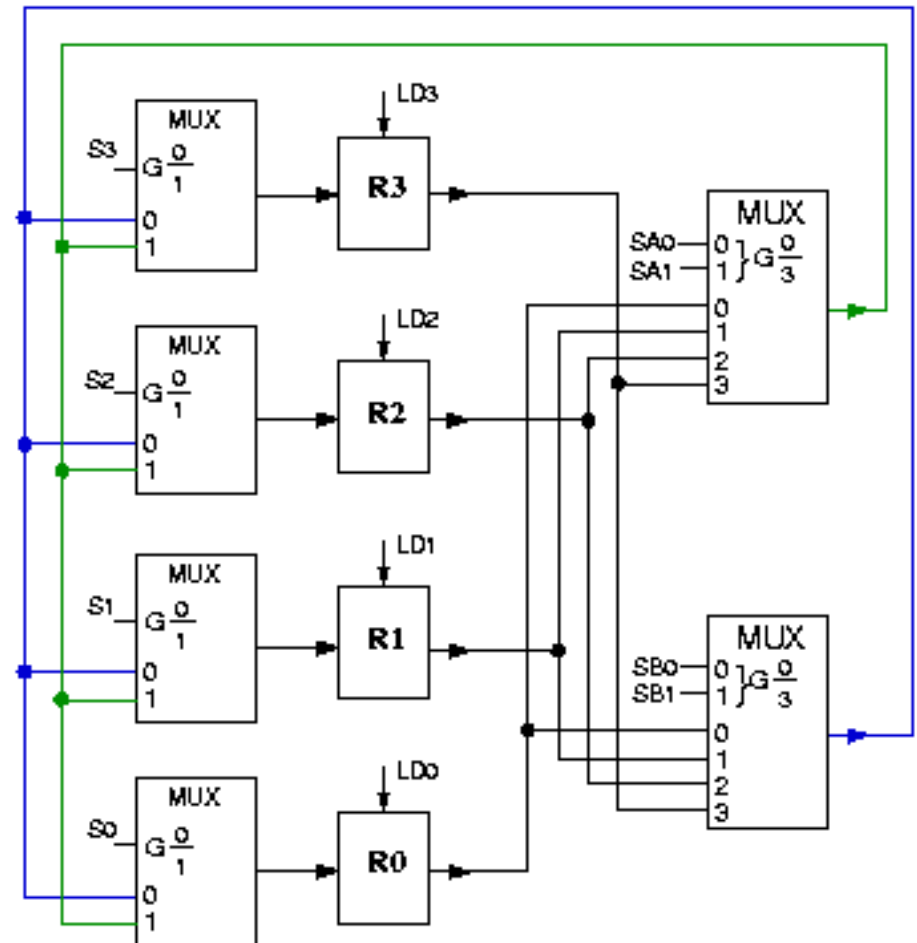 LD3
MUX
S3
G 0/1
R3
0
1
MUX
SA0
0
}G 0/3
SA1
1
0
1
2
3
LD2
MUX
S2
G 0/1
R2
0
1
LD1
MUX
S1
G 0/1
R1
0
1
MUX
SB0
0
}G 0/3
SB1
1
0
1
2
3
LD0
MUX
S0
G 0/1
R0
0
1